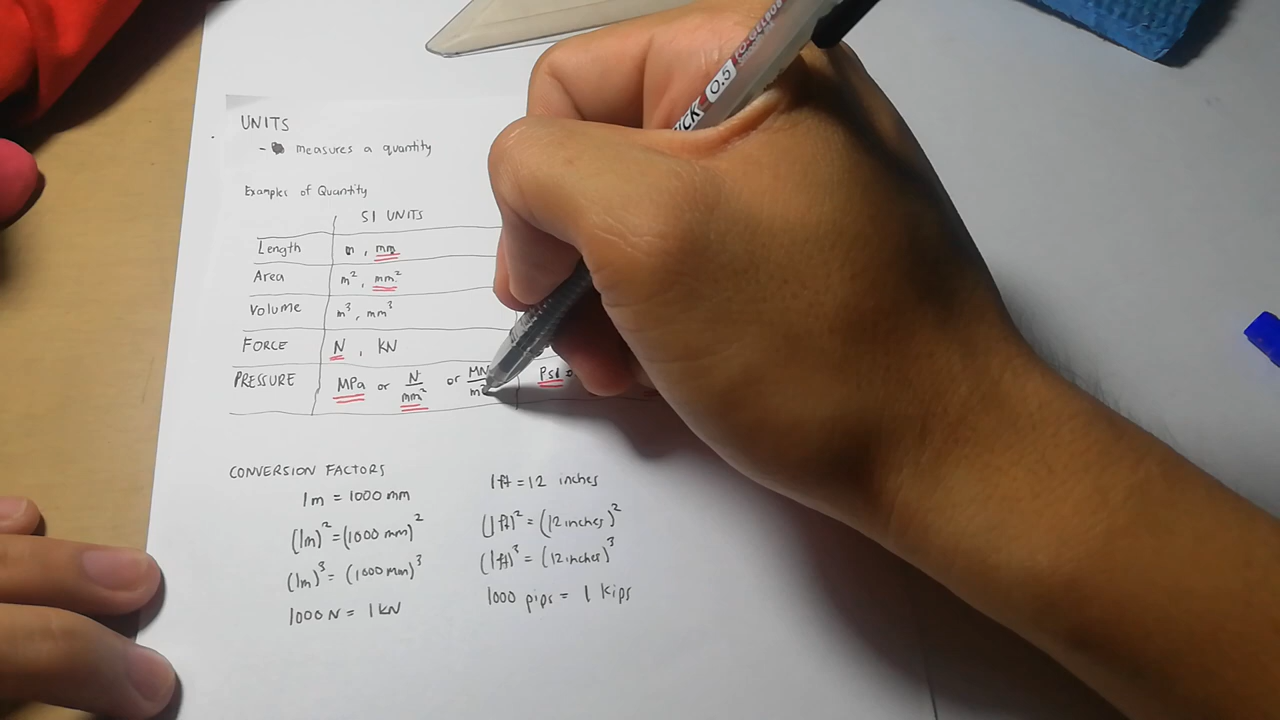 UNITS
- measures a quantity
Examples of Quantity
SI UNITS
Length m, mm
Area m², mm²
Volume m³, mm³
FORCE N, kN
PRESSURE MPa or N/mm² or MN/m² Psi
CONVERSION FACTORS
1m = 1000 mm
(1m)² = (1000 mm)²
(1m)³ = (1000 mm)³
1000 N = 1 KN
1ft = 12 inches
(1ft)² = (12 inches)²
(1ft)³ = (12 inches)³
1000 pips = 1 kips
0.5